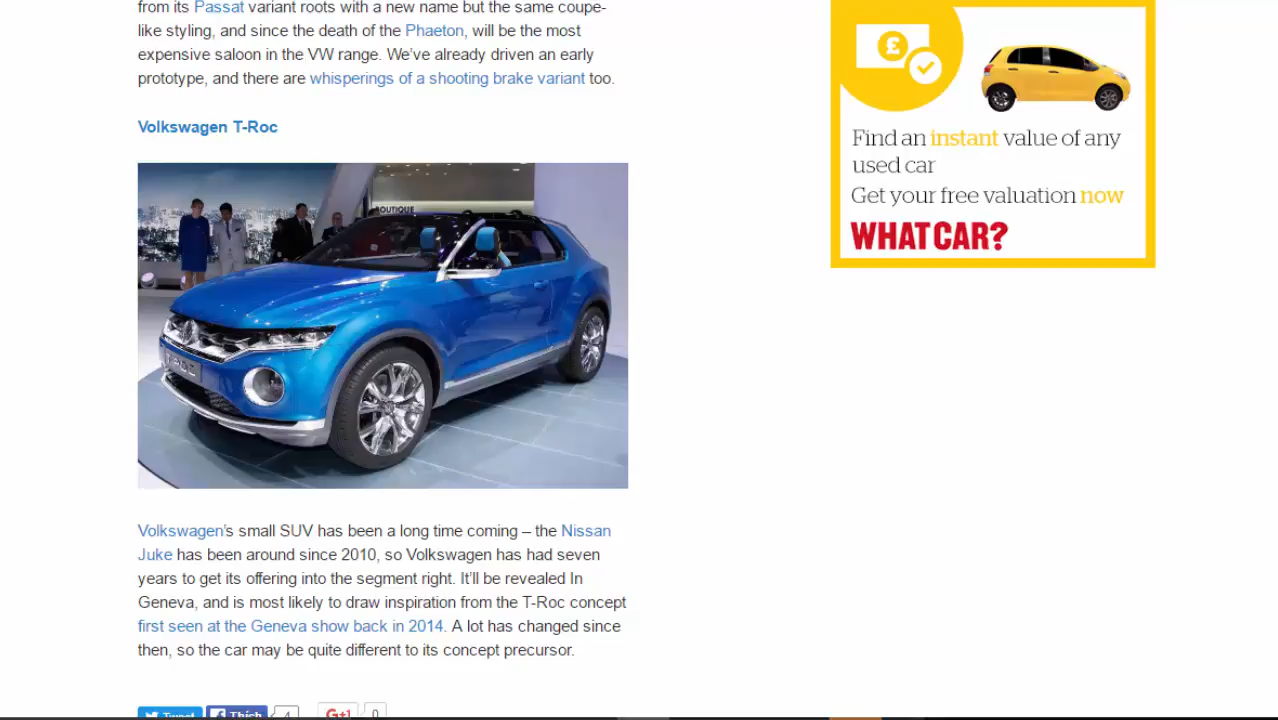 from its Passat variant roots with a new name but the same coupe-
like styling, and since the death of the Phaeton, will be the most
expensive saloon in the VW range. We've already driven an early
prototype, and there are whisperings of a shooting brake variant too.
Volkswagen T-Roc
BOUTIQUE
T-ROC
Volkswagen's small SUV has been a long time coming – the Nissan
Juke has been around since 2010, so Volkswagen has had seven
years to get its offering into the segment right. It'll be revealed In
Geneva, and is most likely to draw inspiration from the T-Roc concept
first seen at the Geneva show back in 2014. A lot has changed since
then, so the car may be quite different to its concept precursor.
Tweet
Thích
4
G+1
0
£
Find an instant value of any
used car
Get your free valuation now
WHATCAR?